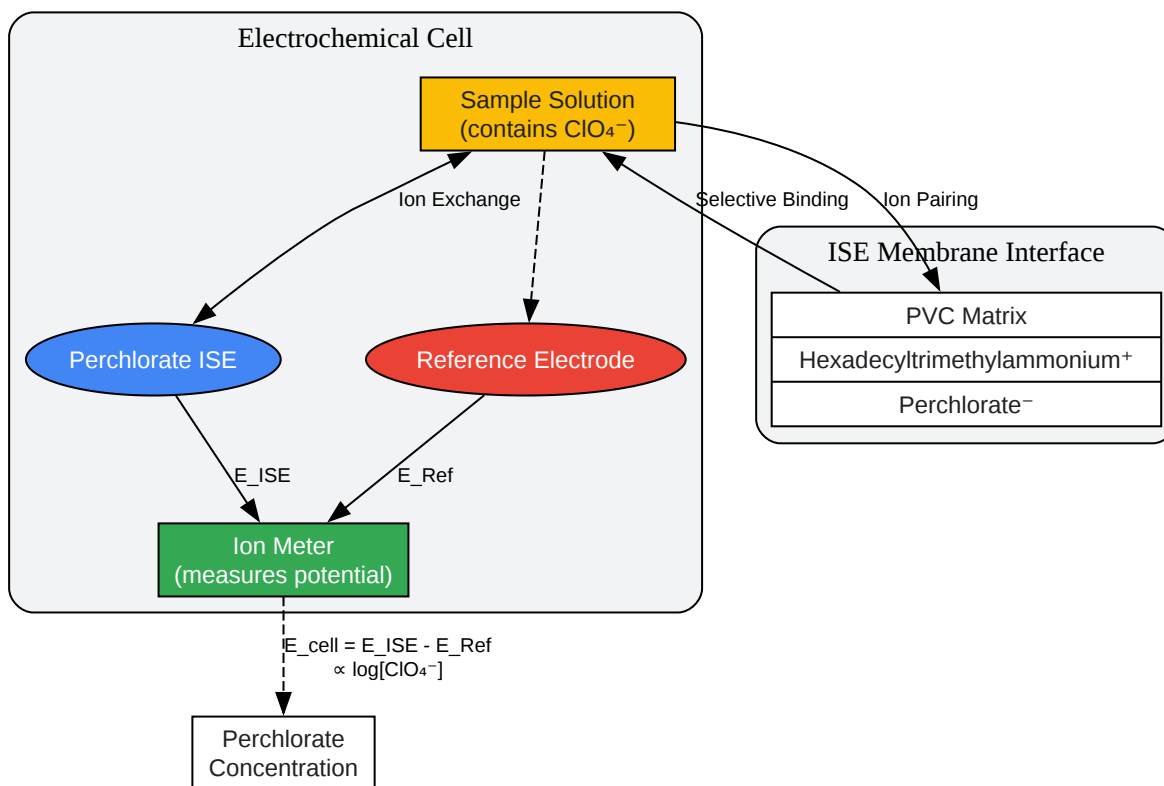 Electrochemical Cell
Sample Solution
(contains ClO₄⁻)
Ion Exchange
Selective Binding
Ion Pairing
ISE Membrane Interface
PVC Matrix
Hexadecyltrimethylammonium⁺
Perchlorate⁻
Perchlorate ISE
Reference Electrode
E_ISE
E_Ref
Ion Meter
(measures potential)
E_cell = E_ISE - E_Ref
∝ log[ClO₄⁻]
Perchlorate
Concentration